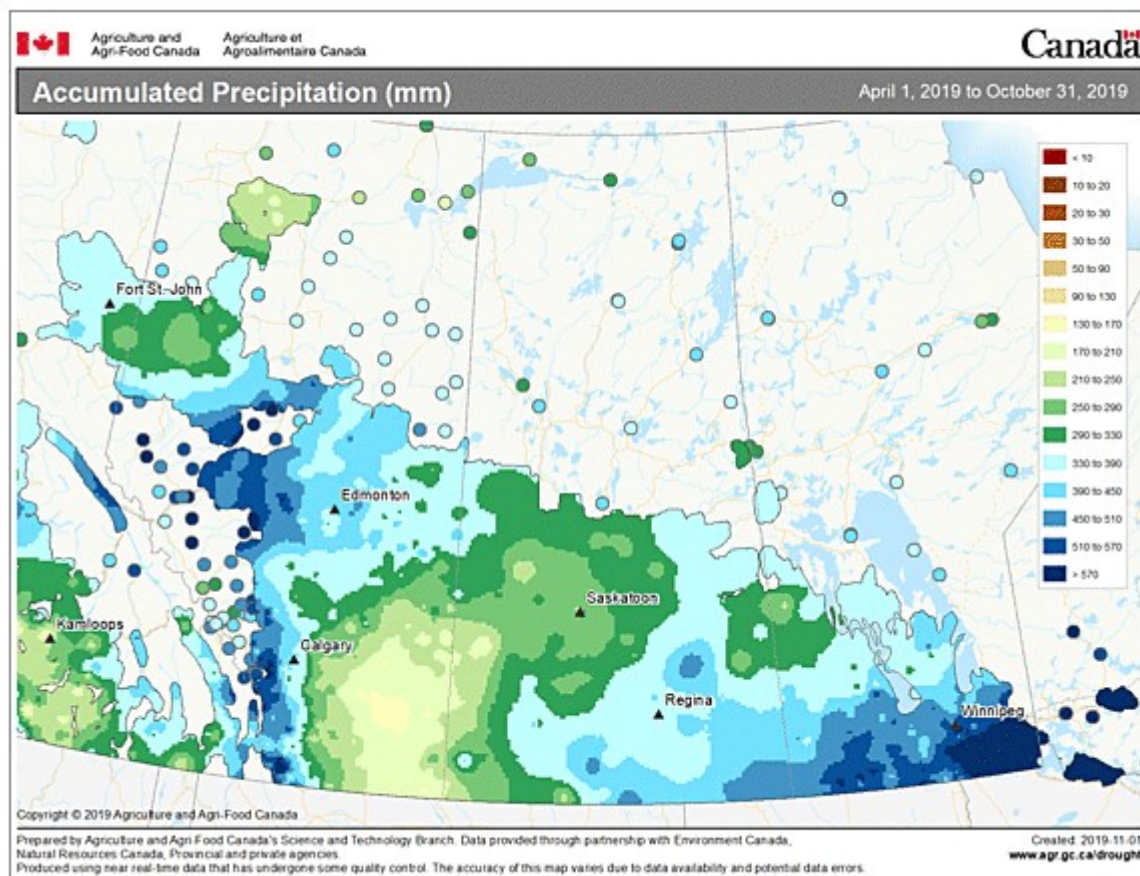 Agriculture and Agriculture et
Agri-Food Canada Agroalimentaire Canada
Canada
Accumulated Precipitation (mm) April 1, 2019 to October 31, 2019
< 10
10 to 20
20 to 30
30 to 50
50 to 90
90 to 130
130 to 170
170 to 210
210 to 250
250 to 290
290 to 330
330 to 390
390 to 450
450 to 510
510 to 570
> 570
Fort St. John
Edmonton
Saskatoon
Kamloops
Calgary
Regina
Winnipeg
Copyright © 2019 Agriculture and Agri-Food Canada
Prepared by Agriculture and Agri-Food Canada's Science and Technology Branch. Data provided through partnership with Environment Canada, Created: 2019-11-01
Natural Resources Canada, Provincial and private agencies. www.agr.gc.ca/drought
Produced using near real-time data that has undergone some quality control. The accuracy of this map varies due to data availability and potential data errors.